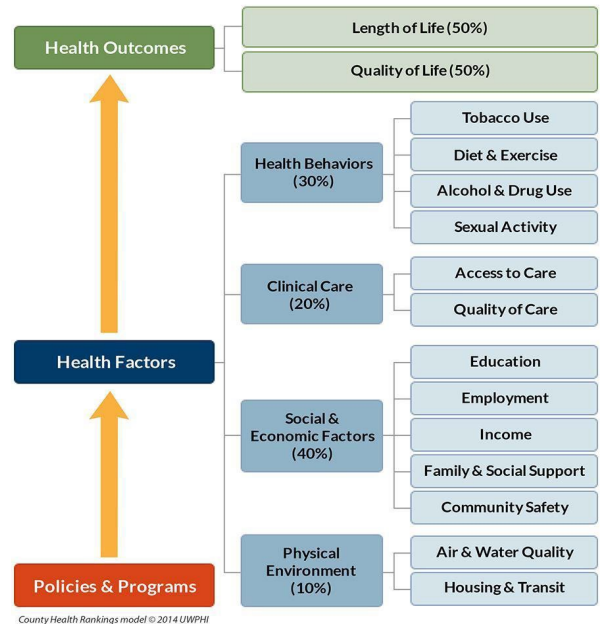 Health Outcomes
Length of Life (50%)
Quality of Life (50%)
Health Factors
Health Behaviors
(30%)
Tobacco Use
Diet & Exercise
Alcohol & Drug Use
Sexual Activity
Clinical Care
(20%)
Access to Care
Quality of Care
Social &
Economic Factors
(40%)
Education
Employment
Income
Family & Social Support
Community Safety
Physical
Environment
(10%)
Air & Water Quality
Housing & Transit
Policies & Programs
County Health Rankings model © 2014 UWPHI